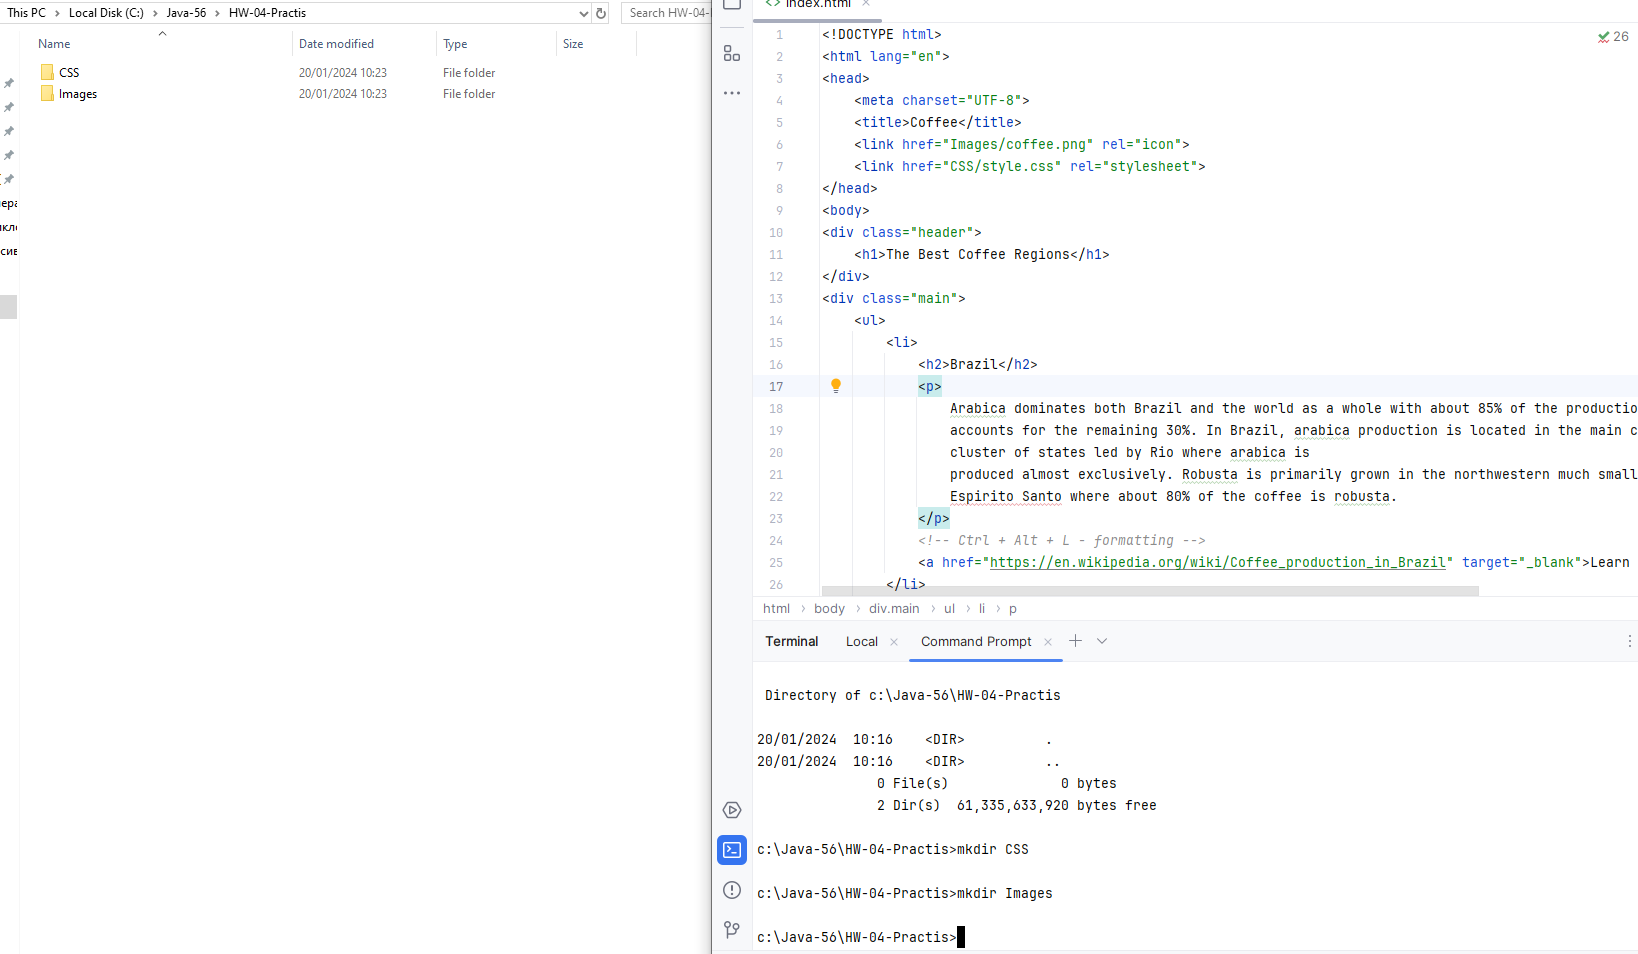 This PC > Local Disk (C:) > Java-56 > HW-04-Practis
Search HW-04-
Name Date modified Type Size
CSS 20/01/2024 10:23 File folder
Images 20/01/2024 10:23 File folder
index.html
26
1 <!DOCTYPE html>
2 <html lang="en">
3 <head>
4 <meta charset="UTF-8">
5 <title>Coffee</title>
6 <link href="Images/coffee.png" rel="icon">
7 <link href="CSS/style.css" rel="stylesheet">
8 </head>
9 <body>
10 <div class="header">
11 <h1>The Best Coffee Regions</h1>
12 </div>
13 <div class="main">
14 <ul>
15 <li>
16 <h2>Brazil</h2>
17 <p>
18 Arabica dominates both Brazil and the world as a whole with about 85% of the productio
19 accounts for the remaining 30%. In Brazil, arabica production is located in the main c
20 cluster of states led by Rio where arabica is
21 produced almost exclusively. Robusta is primarily grown in the northwestern much small
22 Espirito Santo where about 80% of the coffee is robusta.
23 </p>
24 <!-- Ctrl + Alt + L - formatting -->
25 <a href="https://en.wikipedia.org/wiki/Coffee_production_in_Brazil" target="_blank">Learn
26 </li>
html > body > div.main > ul > li > p
Terminal Local Command Prompt
Directory of c:\Java-56\HW-04-Practis
20/01/2024 10:16 <DIR> .
20/01/2024 10:16 <DIR> ..
0 File(s) 0 bytes
2 Dir(s) 61,335,633,920 bytes free
c:\Java-56\HW-04-Practis>mkdir CSS
c:\Java-56\HW-04-Practis>mkdir Images
c:\Java-56\HW-04-Practis>